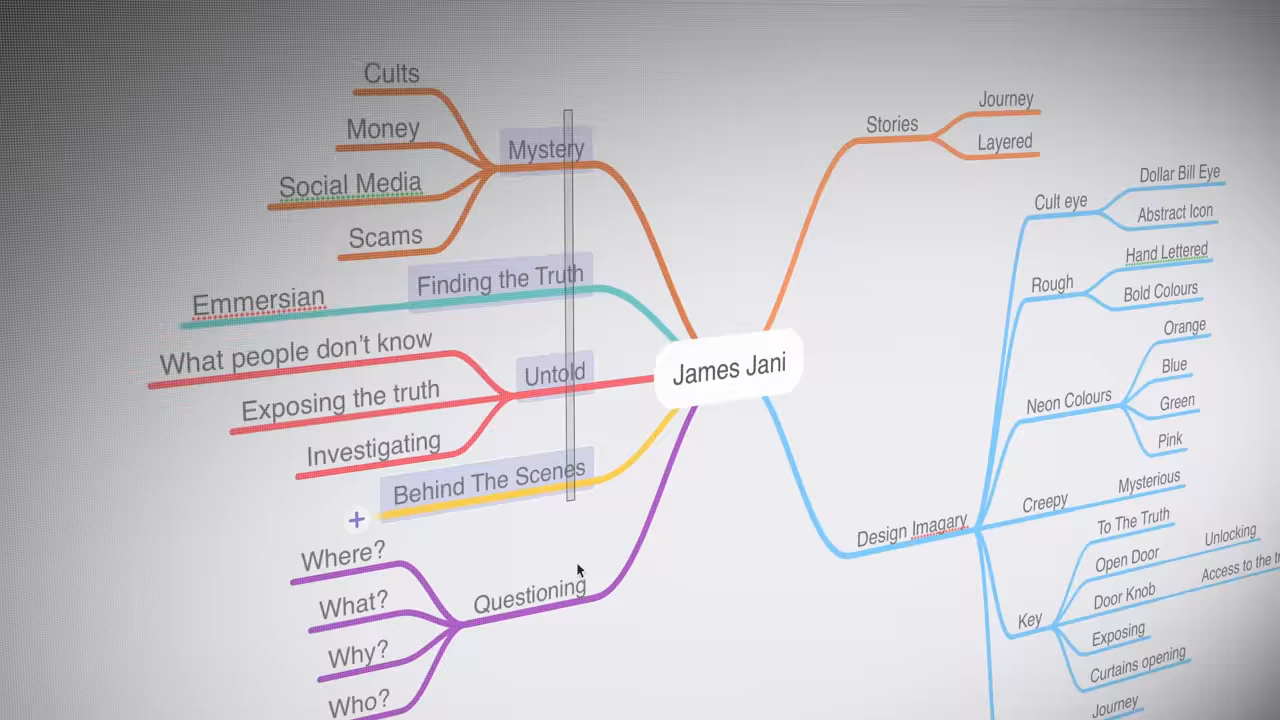 Cults
Money
Social Media
Scams
Mystery
Emmersian
Finding the Truth
What people don't know
Exposing the truth
Investigating
Untold
Behind The Scenes
Where?
What?
Why?
Who?
Questioning
James Jani
Stories
Journey
Layered
Design Imagary
Cult eye
Dollar Bill Eye
Abstract Icon
Rough
Hand Lettered
Bold Colours
Neon Colours
Orange
Blue
Green
Pink
Creepy
Mysterious
Key
To The Truth
Open Door
Unlocking
Door Knob
Access to the
Exposing
Curtains opening
Journey